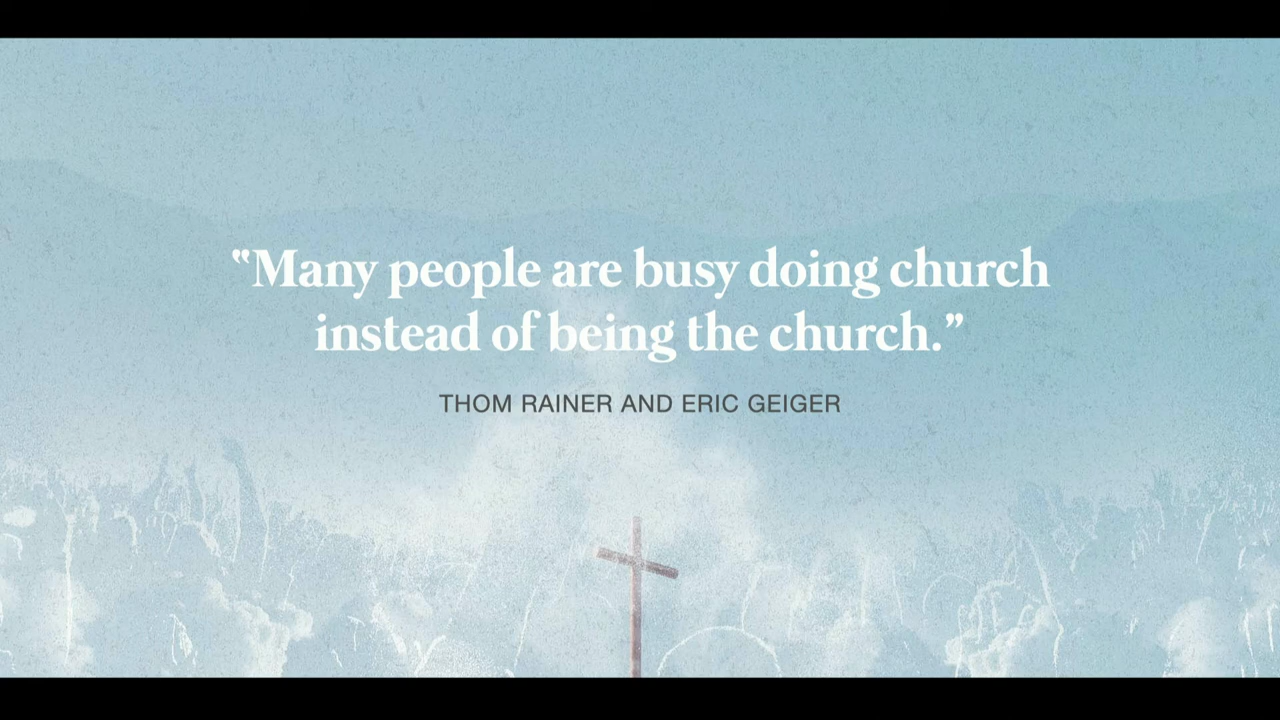 “Many people are busy doing church
instead of being the church.”
THOM RAINER AND ERIC GEIGER